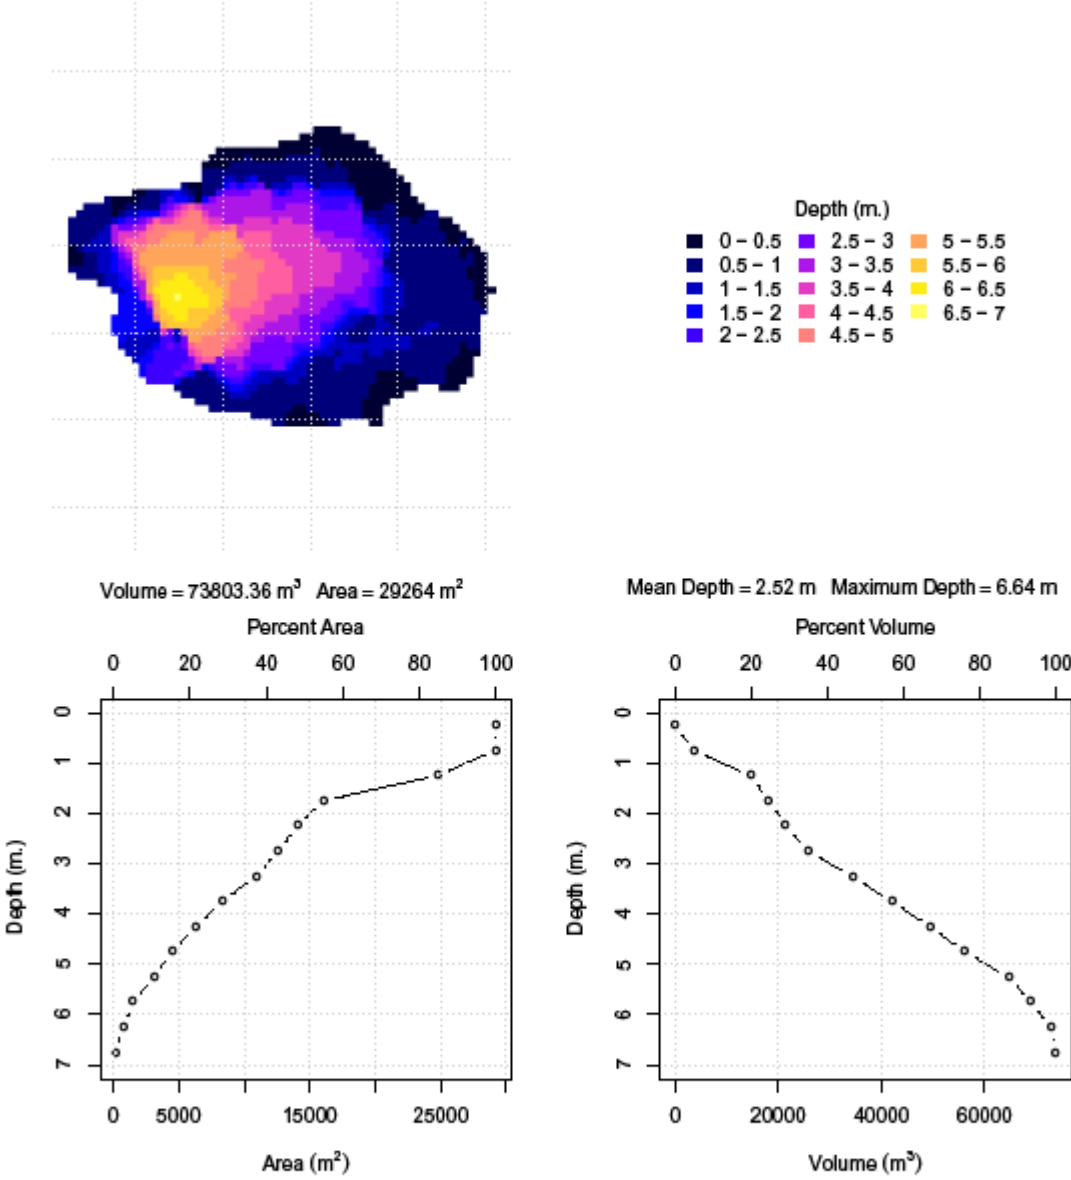 Depth (m.)
0 – 0.5 2.5 – 3 5 – 5.5
0.5 – 1 3 – 3.5 5.5 – 6
1 – 1.5 3.5 – 4 6 – 6.5
1.5 – 2 4 – 4.5 6.5 – 7
2 – 2.5 4.5 – 5
Volume = 73803.36 m³ Area = 29264 m²
Mean Depth = 2.52 m Maximum Depth = 6.64 m
Percent Area
0 20 40 60 80 100
Depth (m.)
0
1
2
3
4
5
6
7
0 5000 15000 25000
Area (m²)
Percent Volume
0 20 40 60 80 100
Depth (m.)
0
1
2
3
4
5
6
7
0 20000 40000 60000
Volume (m³)